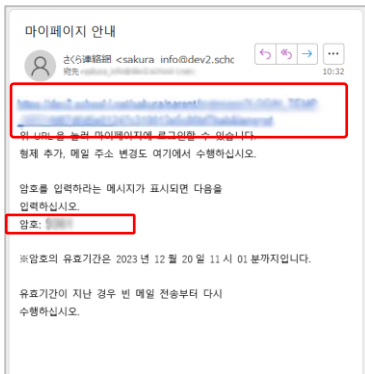 마이페이지 안내
さくら連絡網 <sakura info@dev2.schc
宛先
10:32
위 URL 을 눌러 마이페이지에 로그인할 수 있습니다.
형제 추가, 메일 주소 변경도 여기에서 수행하십시오.
암호를 입력하라는 메시지가 표시되면 다음을
입력하십시오.
암호:
※암호의 유효기간은 2023 년 12 월 20 일 11 시 01 분까지입니다.
유효기간이 지난 경우 빈 메일 전송부터 다시
수행하십시오.